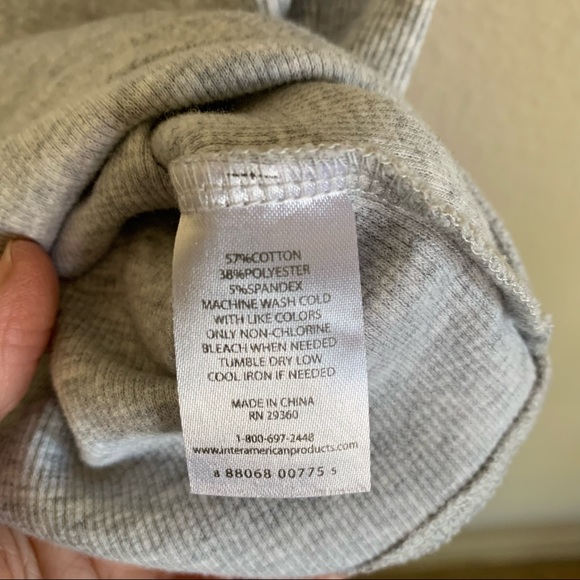 57%COTTON
38%POLYESTER
5%SPANDEX
MACHINE WASH COLD
WITH LIKE COLORS
ONLY NON-CHLORINE
BLEACH WHEN NEEDED
TUMBLE DRY LOW
COOL IRON IF NEEDED
MADE IN CHINA
RN 29360
1-800-697-2448
www.interamericanproducts.com
8 88068 00775 5